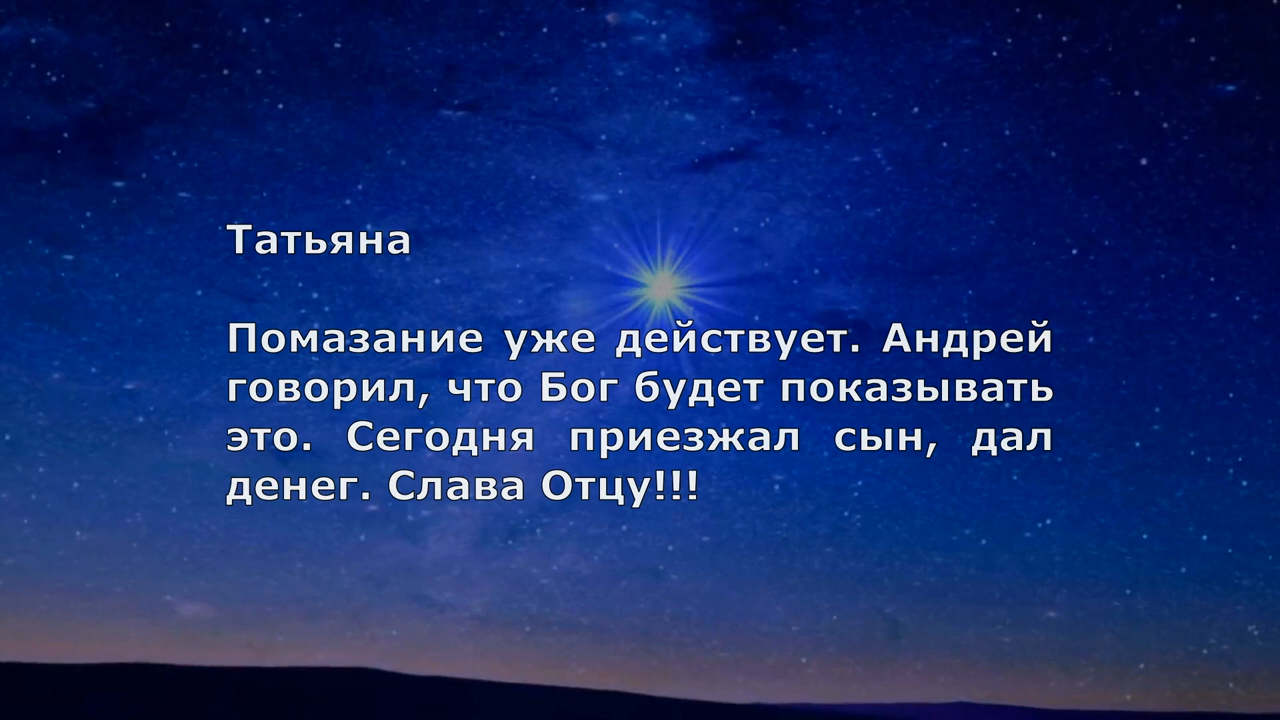 Татьяна
Помазание уже действует. Андрей
говорил, что Бог будет показывать
это. Сегодня приезжал сын, дал
денег. Слава Отцу!!!